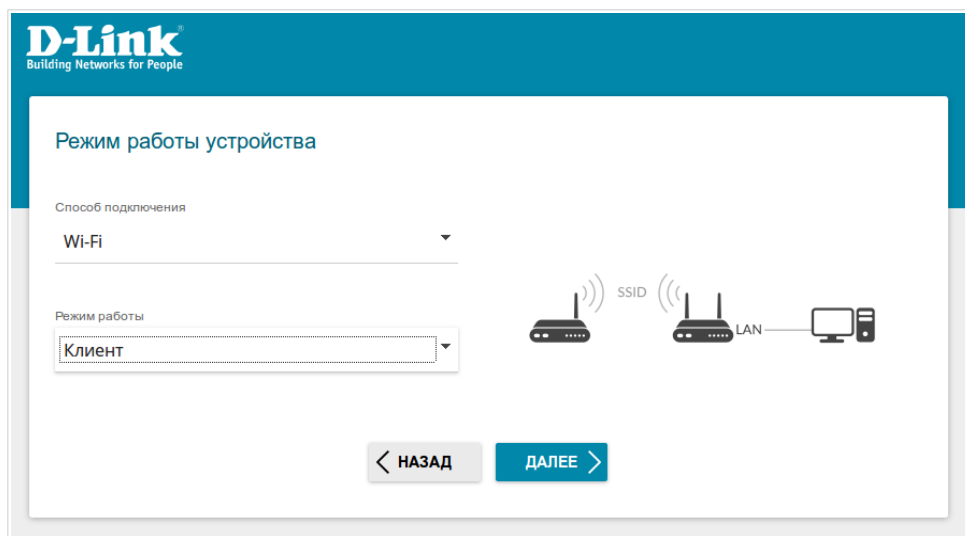 D-Link®
Building Networks for People
Режим работы устройства
Способ подключения
Wi-Fi
Режим работы
Клиент
SSID
LAN
НАЗАД
ДАЛЕЕ